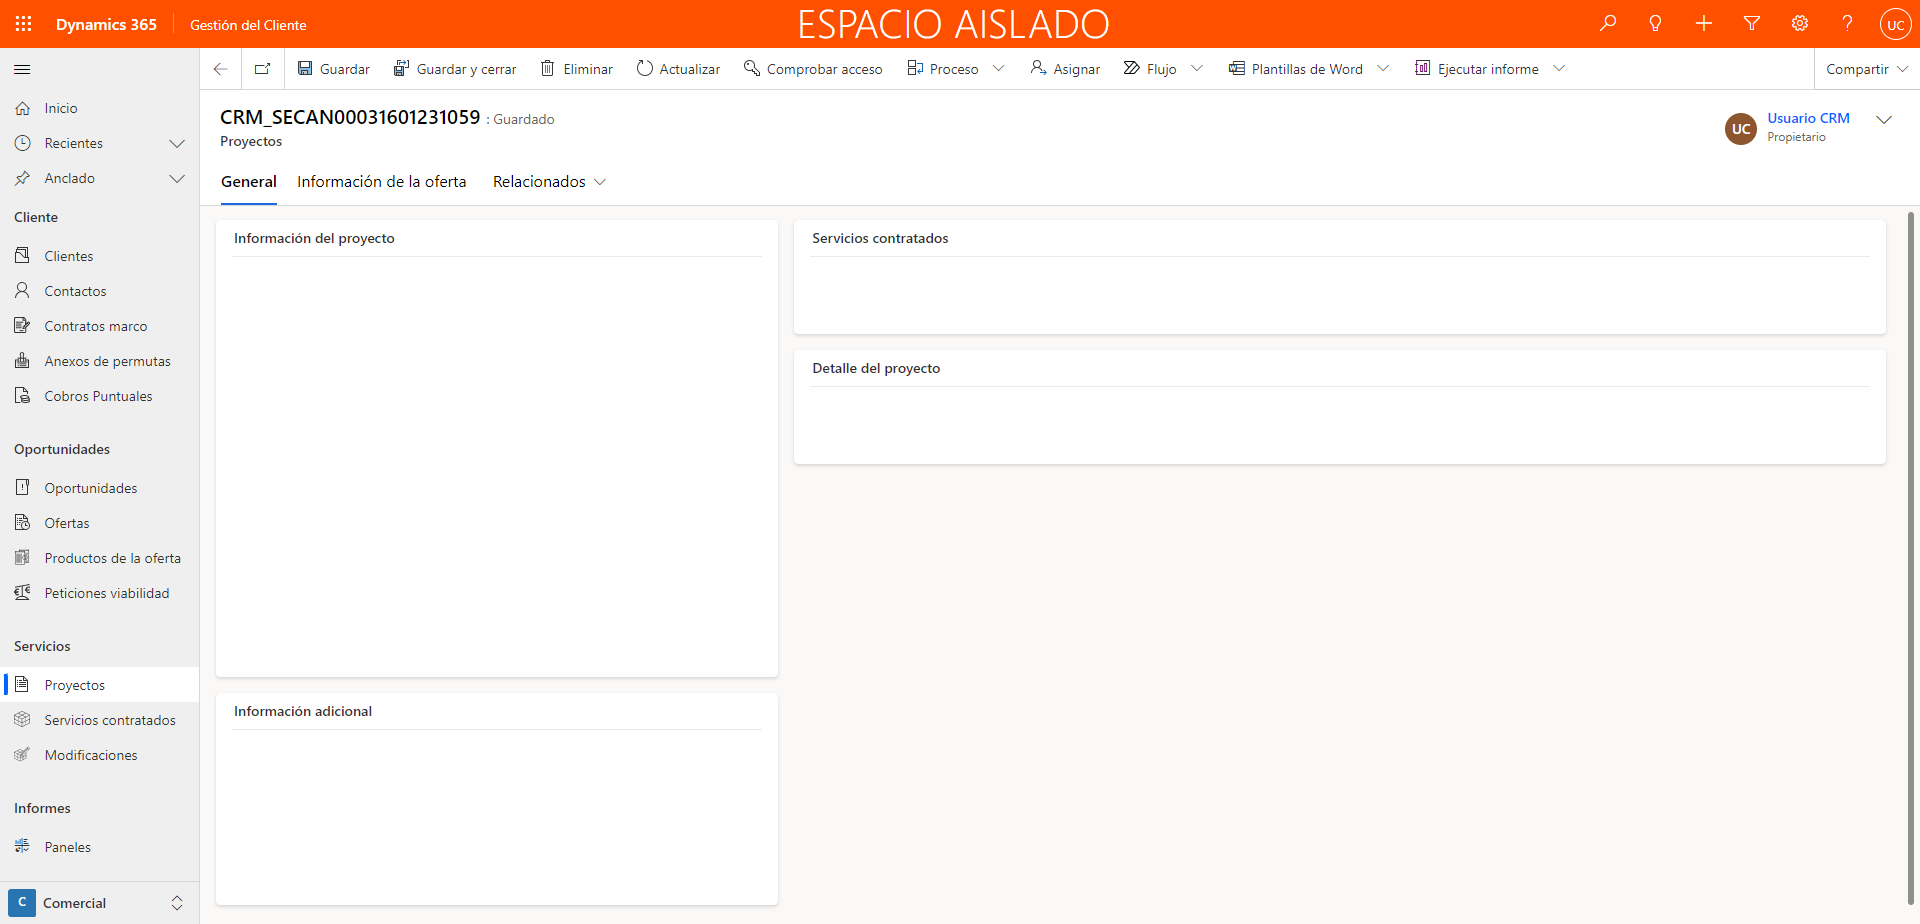 Dynamics 365
Gestión del Cliente
ESPACIO AISLADO
UC
Guardar
Guardar y cerrar
Eliminar
Actualizar
Comprobar acceso
Proceso
Asignar
Flujo
Plantillas de Word
Ejecutar informe
Compartir
Inicio
Recientes
Anclado
Cliente
Clientes
Contactos
Contratos marco
Anexos de permutas
Cobros Puntuales
Oportunidades
Oportunidades
Ofertas
Productos de la oferta
Peticiones viabilidad
Servicios
Proyectos
Servicios contratados
Modificaciones
Informes
Paneles
C Comercial
CRM_SECAN00031601231059 : Guardado
Proyectos
UC
Usuario CRM
Propietario
General
Información de la oferta
Relacionados
Información del proyecto
Servicios contratados
Detalle del proyecto
Información adicional